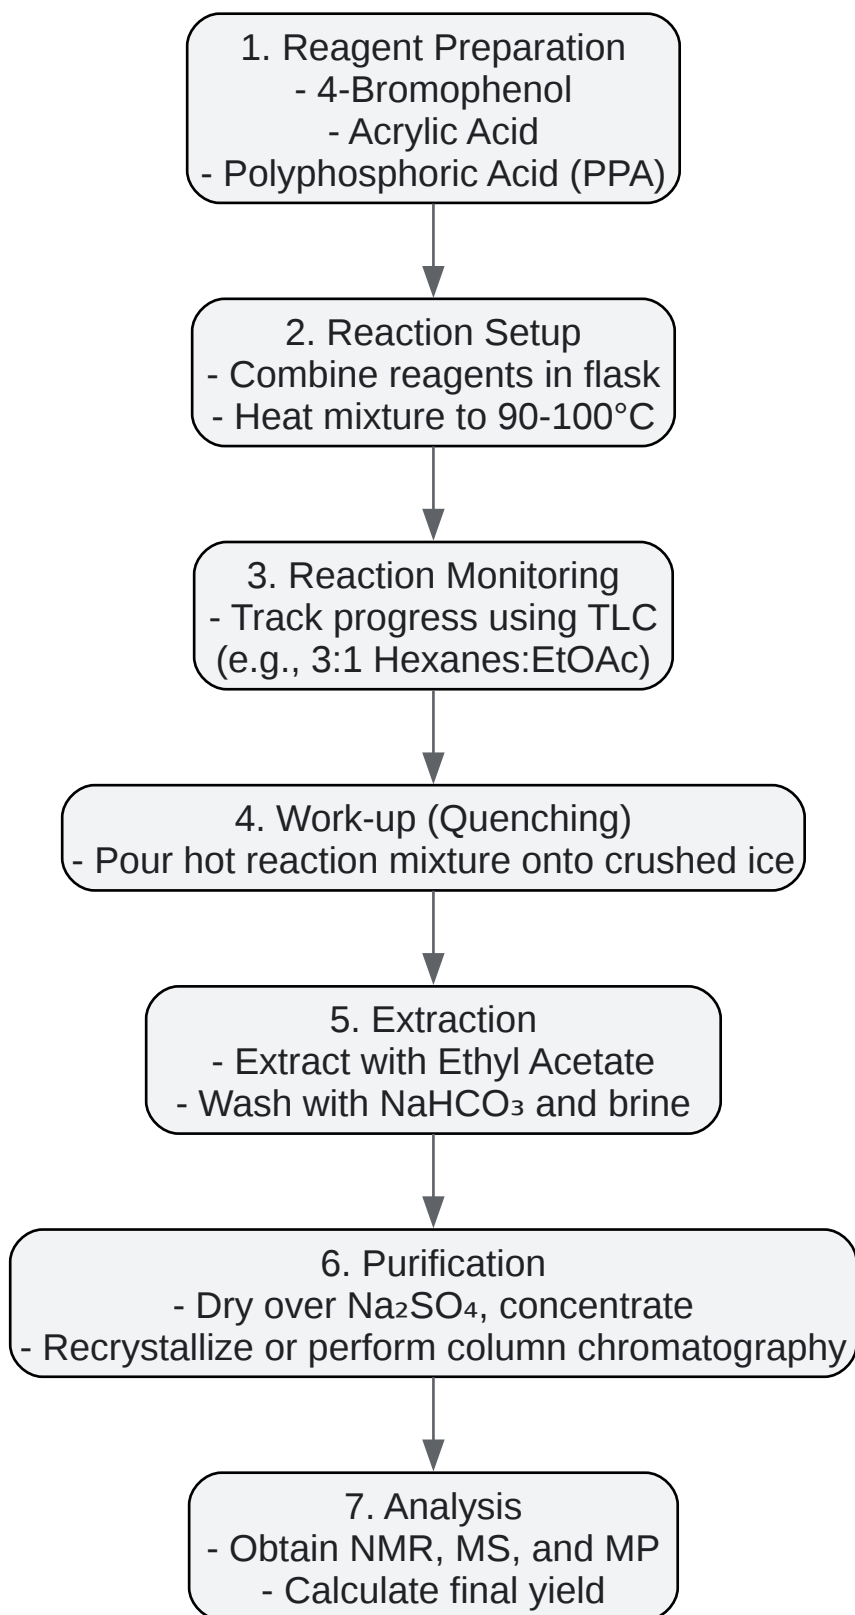 1. Reagent Preparation
- 4-Bromophenol
- Acrylic Acid
- Polyphosphoric Acid (PPA)
2. Reaction Setup
- Combine reagents in flask
- Heat mixture to 90-100°C
3. Reaction Monitoring
- Track progress using TLC
(e.g., 3:1 Hexanes:EtOAc)
4. Work-up (Quenching)
- Pour hot reaction mixture onto crushed ice
5. Extraction
- Extract with Ethyl Acetate
- Wash with NaHCO₃ and brine
6. Purification
- Dry over Na₂SO₄, concentrate
- Recrystallize or perform column chromatography
7. Analysis
- Obtain NMR, MS, and MP
- Calculate final yield